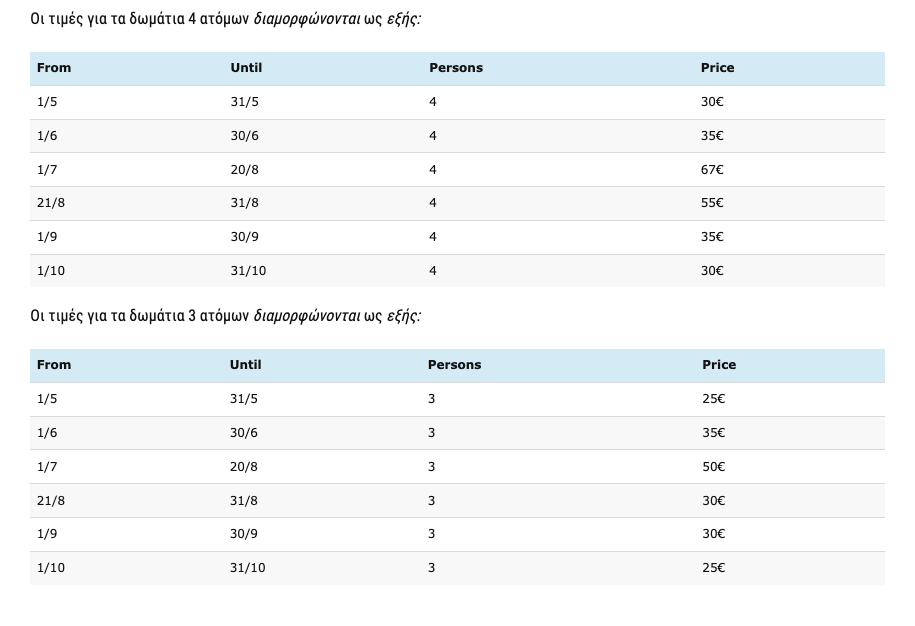 Οι τιμές για τα δωμάτια 4 ατόμων διαμορφώνονται ως εξής:
From Until Persons Price
1/5 31/5 4 30€
1/6 30/6 4 35€
1/7 20/8 4 67€
21/8 31/8 4 55€
1/9 30/9 4 35€
1/10 31/10 4 30€
Οι τιμές για τα δωμάτια 3 ατόμων διαμορφώνονται ως εξής:
From Until Persons Price
1/5 31/5 3 25€
1/6 30/6 3 35€
1/7 20/8 3 50€
21/8 31/8 3 30€
1/9 30/9 3 30€
1/10 31/10 3 25€